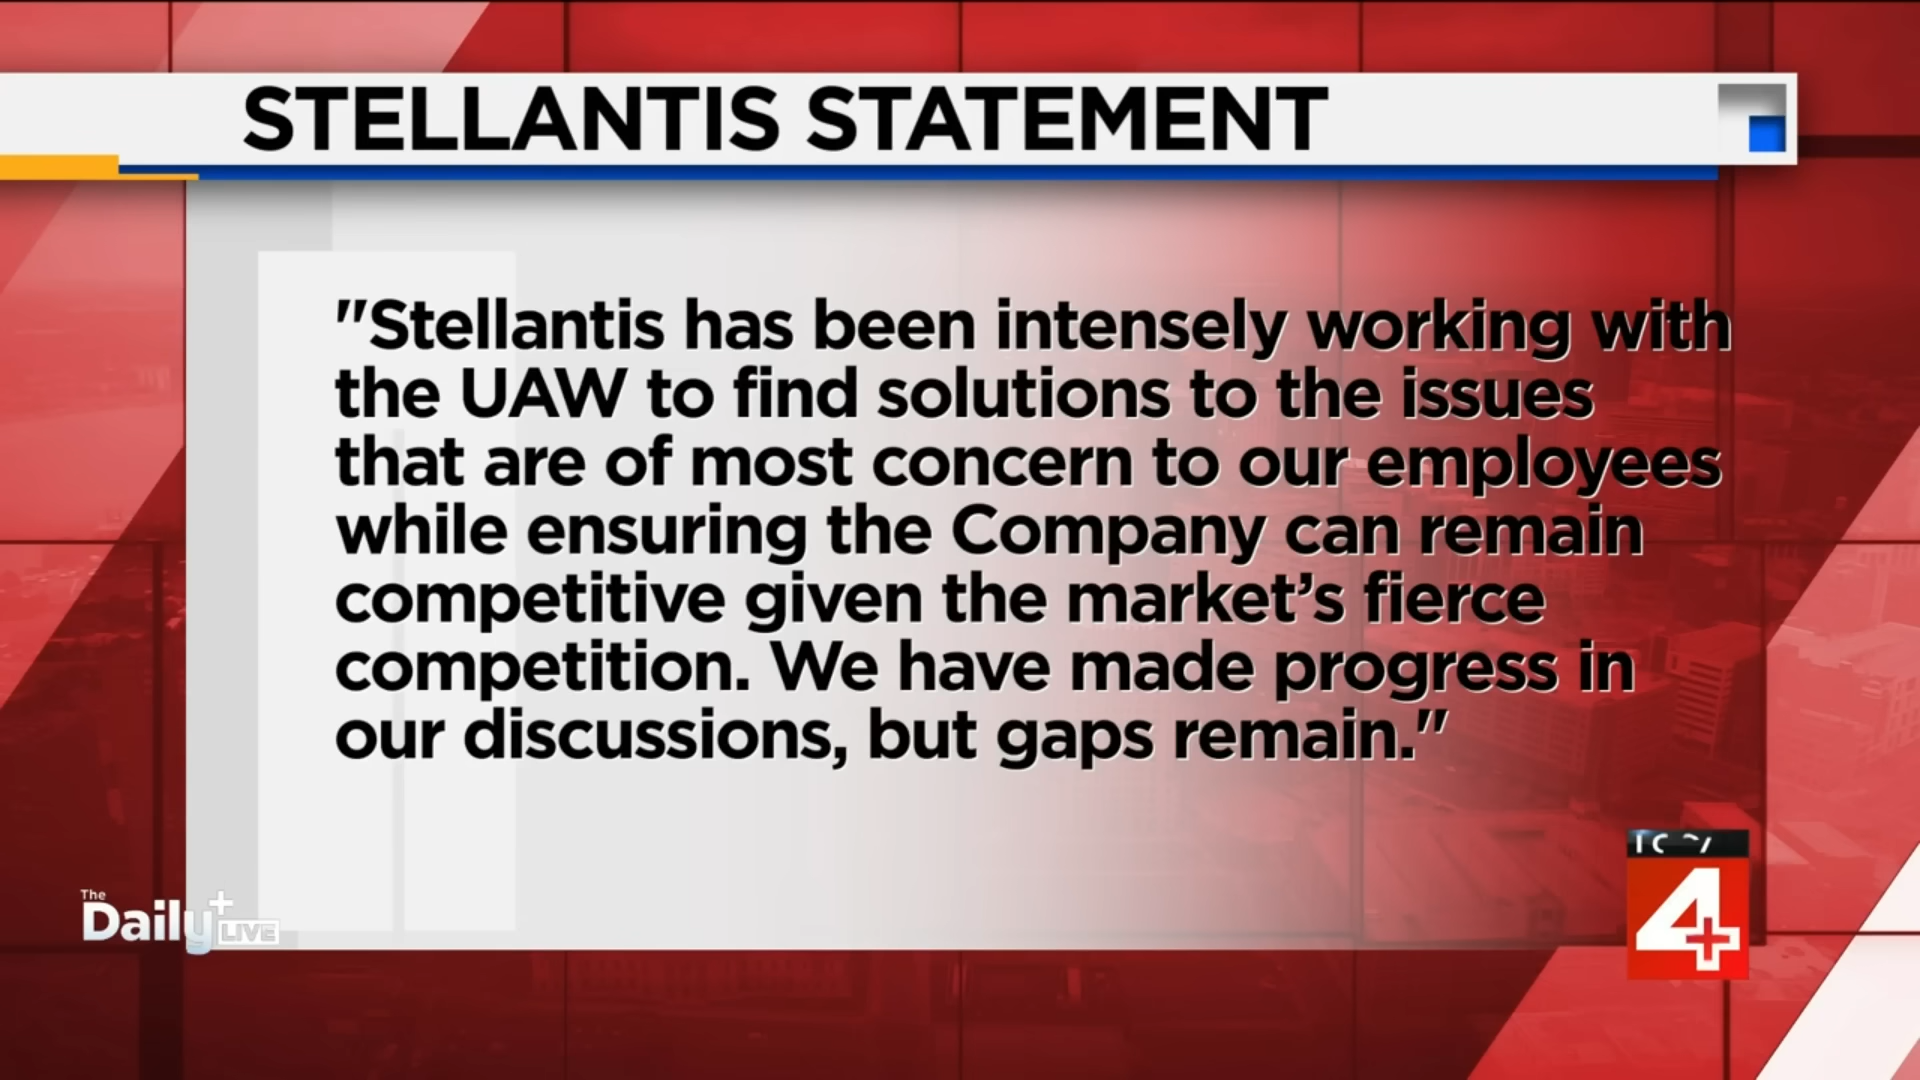 STELLANTIS STATEMENT
"Stellantis has been intensely working with
the UAW to find solutions to the issues
that are of most concern to our employees
while ensuring the Company can remain
competitive given the market’s fierce
competition. We have made progress in
our discussions, but gaps remain."
The
Daily+
LIVE
4+